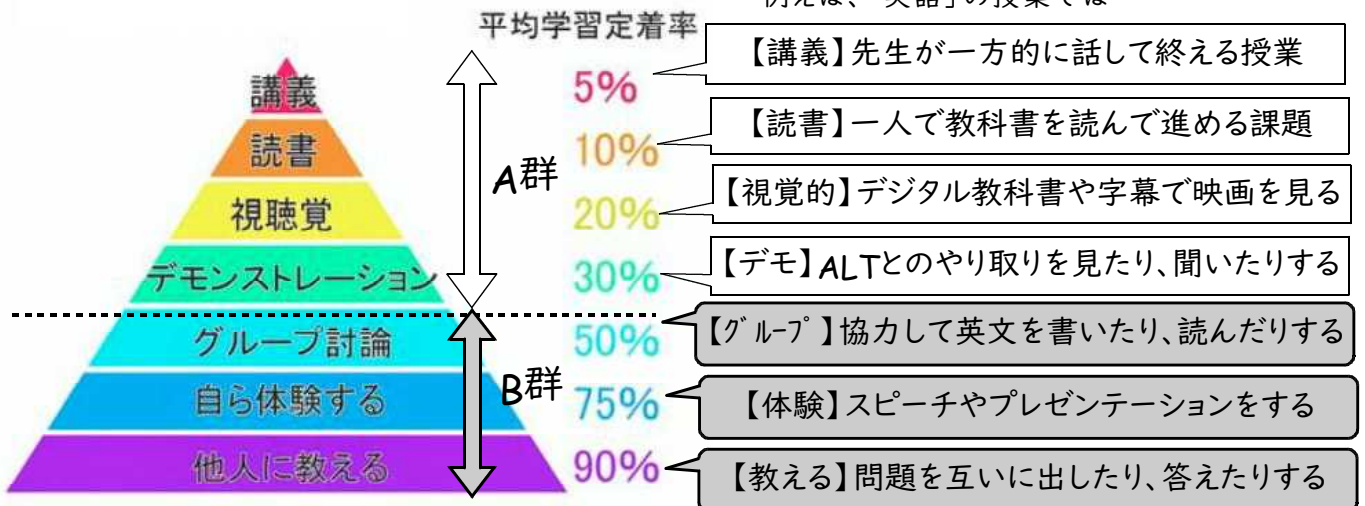 例えば、「英語」の授業では
平均学習定着率
講義
5%
【講義】先生が一方的に話して終える授業
読書
10%
【読書】一人で教科書を読んで進める課題
A群
視聴覚
20%
【視覚的】デジタル教科書や字幕で映画を見る
デモンストレーション
30%
【デモ】ALTとのやり取りを見たり、聞いたりする
グループ討論
50%
【グループ】協力して英文を書いたり、読んだりする
B群
自ら体験する
75%
【体験】スピーチやプレゼンテーションをする
他人に教える
90%
【教える】問題を互いに出したり、答えたりする